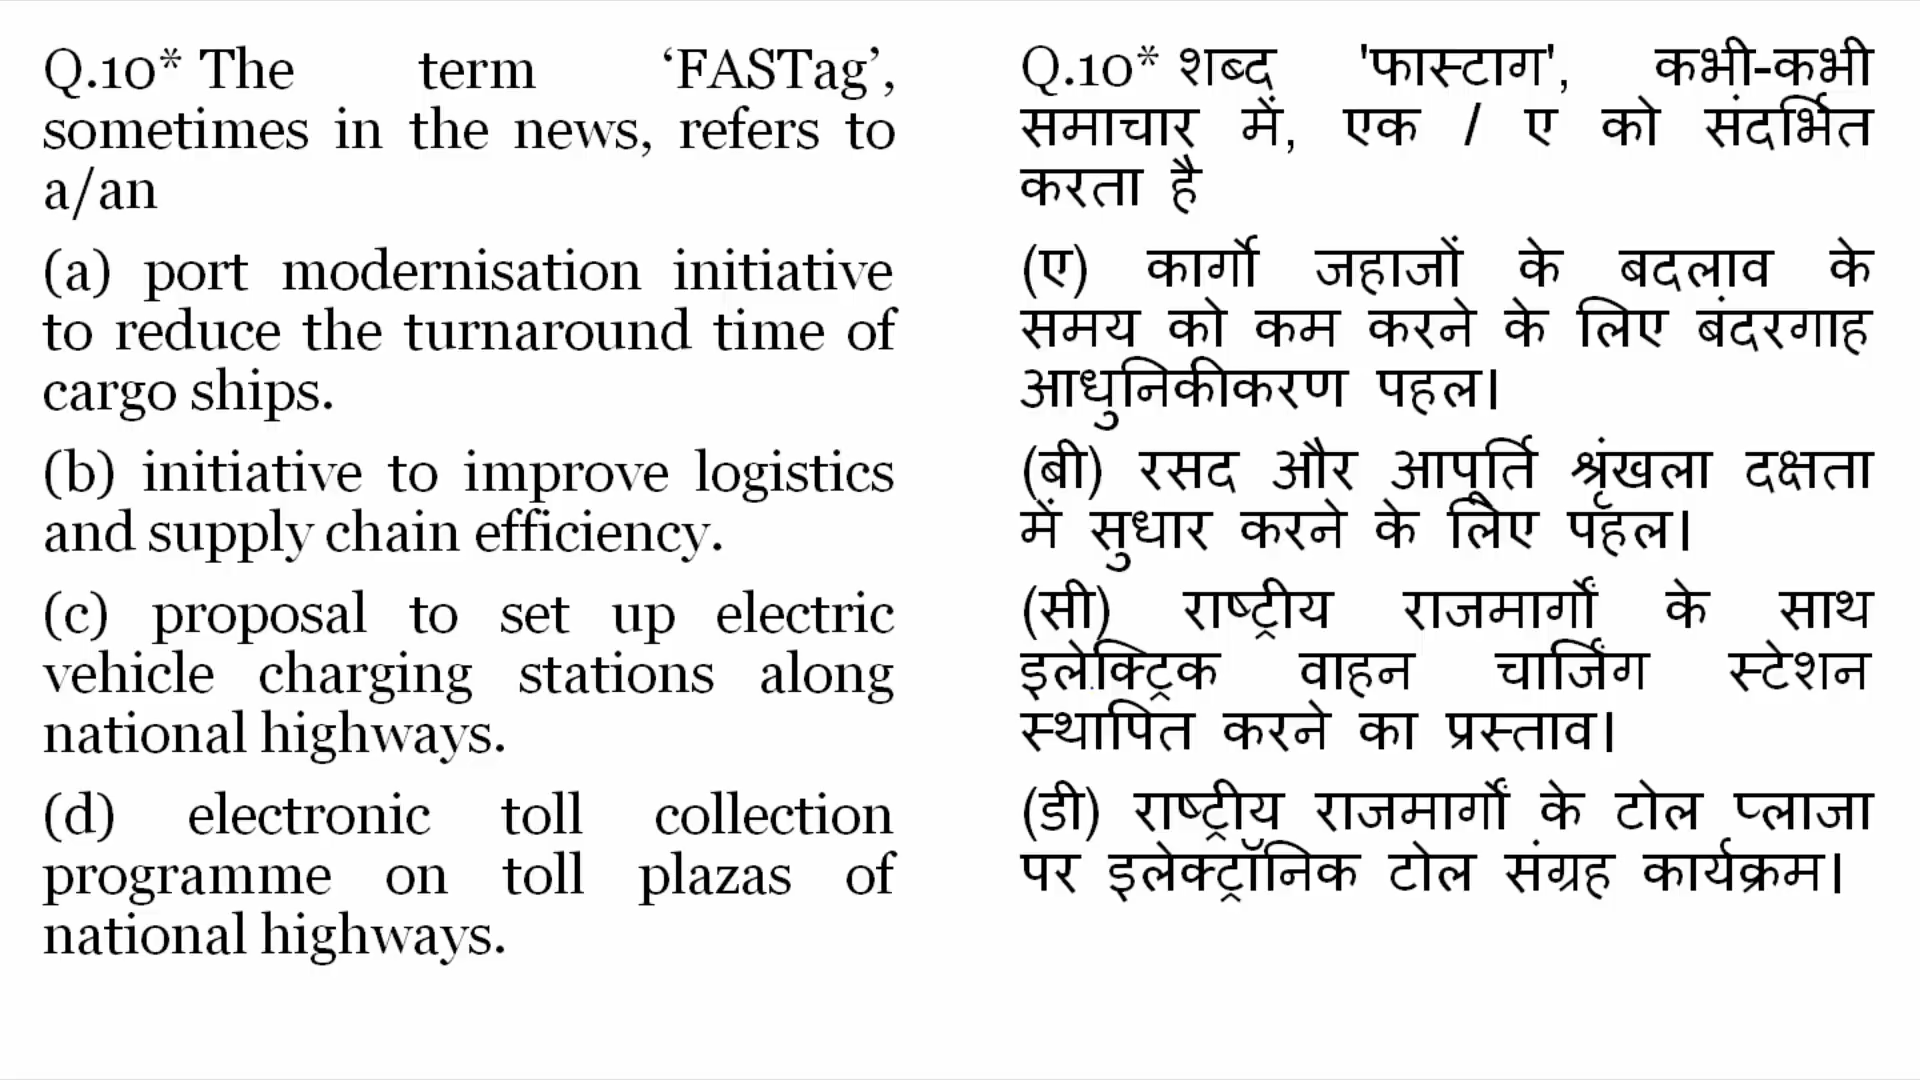 Q.10* The term ‘FASTag’,
sometimes in the news, refers to
a/an
(a) port modernisation initiative
to reduce the turnaround time of
cargo ships.
(b) initiative to improve logistics
and supply chain efficiency.
(c) proposal to set up electric
vehicle charging stations along
national highways.
(d) electronic toll collection
programme on toll plazas of
national highways.
Q.10* शब्द 'फास्टाग', कभी-कभी
समाचार में, एक / ए को संदर्भित
करता है
(ए) कार्गो जहाजों के बदलाव के
समय को कम करने के लिए बंदरगाह
आधुनिकीकरण पहल।
(बी) रसद और आपूर्ति श्रृंखला दक्षता
में सुधार करने के लिए पहल।
(सी) राष्ट्रीय राजमार्गों के साथ
इलेक्ट्रिक वाहन चार्जिंग स्टेशन
स्थापित करने का प्रस्ताव।
(डी) राष्ट्रीय राजमार्गों के टोल प्लाजा
पर इलेक्ट्रॉनिक टोल संग्रह कार्यक्रम।